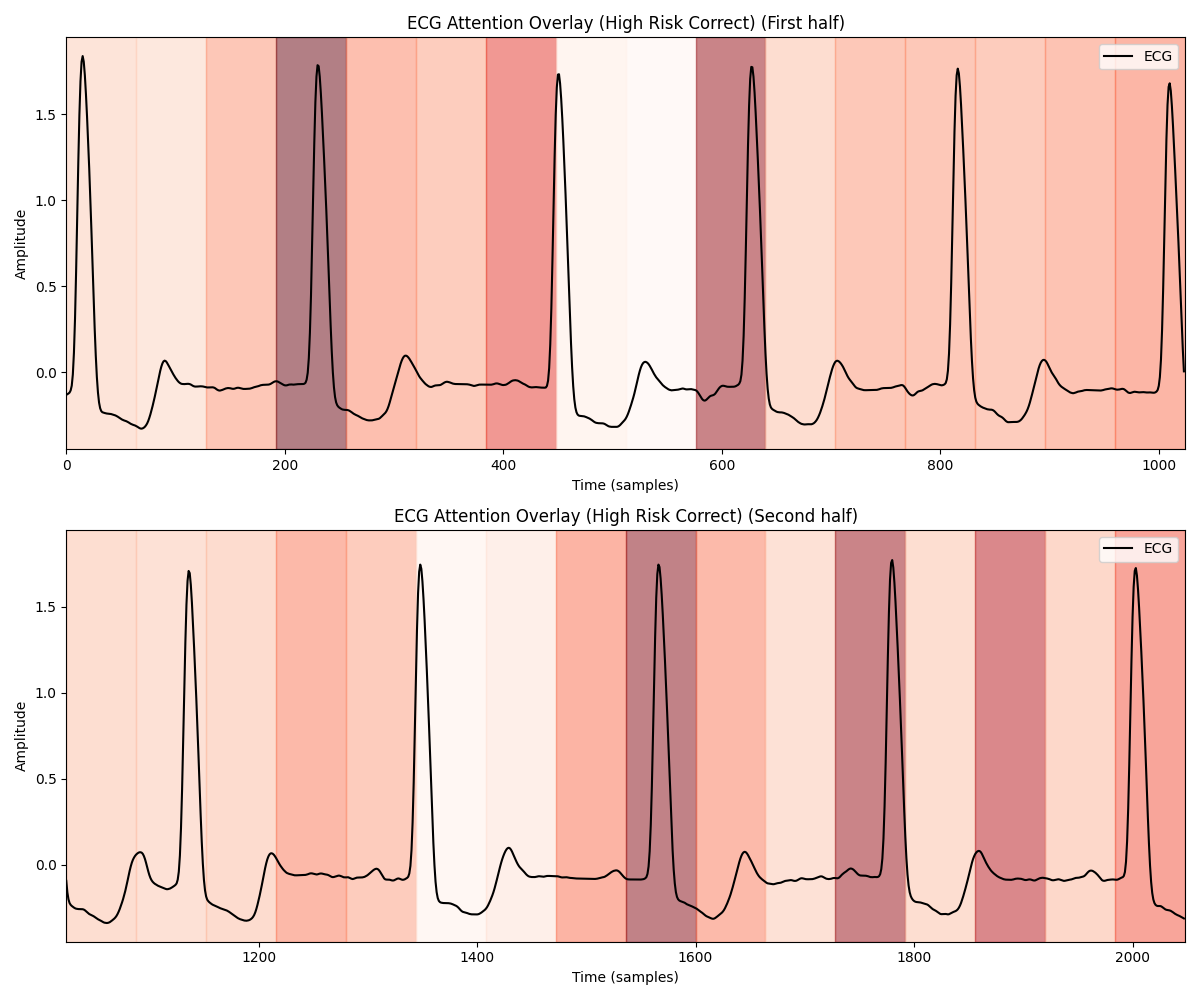 ECG Attention Overlay (High Risk Correct) (First half)
ECG
1.5
1.0
0.5
0.0
Amplitude
0 200 400 600 800 1000
Time (samples)
ECG Attention Overlay (High Risk Correct) (Second half)
ECG
1.5
1.0
0.5
0.0
Amplitude
1200 1400 1600 1800 2000
Time (samples)